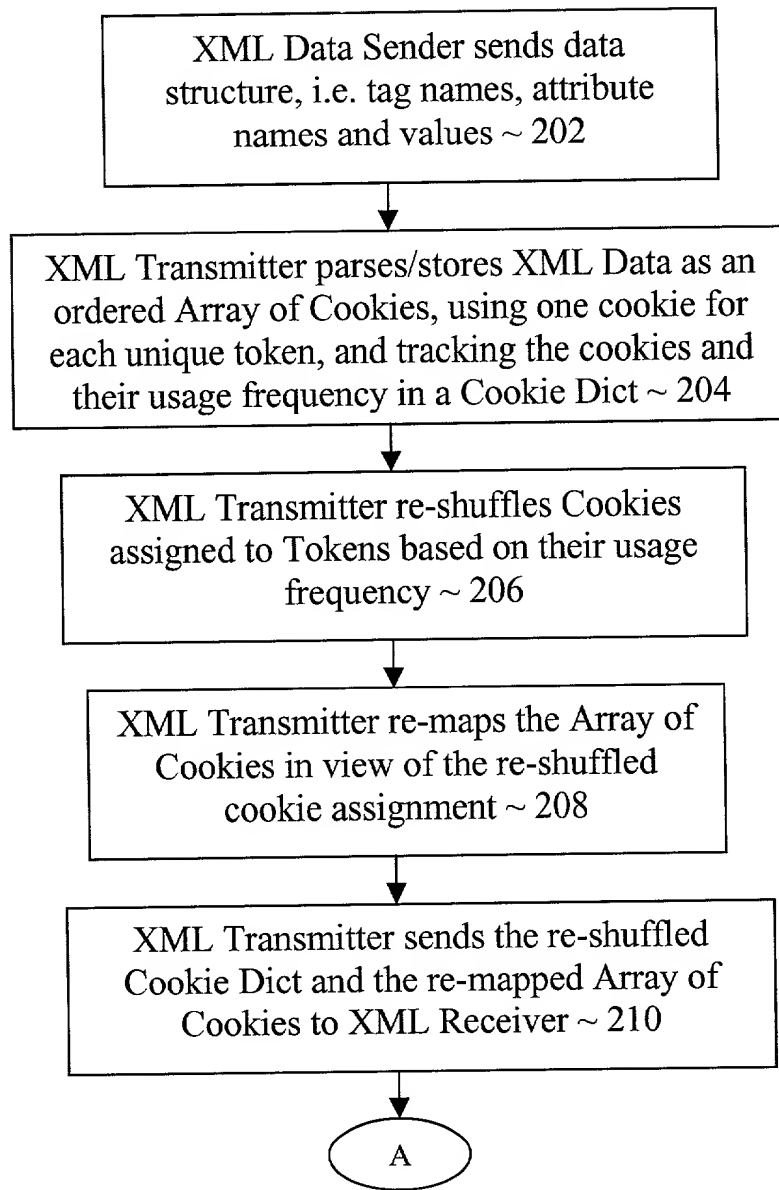 XML Data Sender sends data
structure, i.e. tag names, attribute
names and values ~ 202
XML Transmitter parses/stores XML Data as an
ordered Array of Cookies, using one cookie for
each unique token, and tracking the cookies and
their usage frequency in a Cookie Dict ~ 204
XML Transmitter re-shuffles Cookies
assigned to Tokens based on their usage
frequency ~ 206
XML Transmitter re-maps the Array of
Cookies in view of the re-shuffled
cookie assignment ~ 208
XML Transmitter sends the re-shuffled
Cookie Dict and the re-mapped Array of
Cookies to XML Receiver ~ 210
A